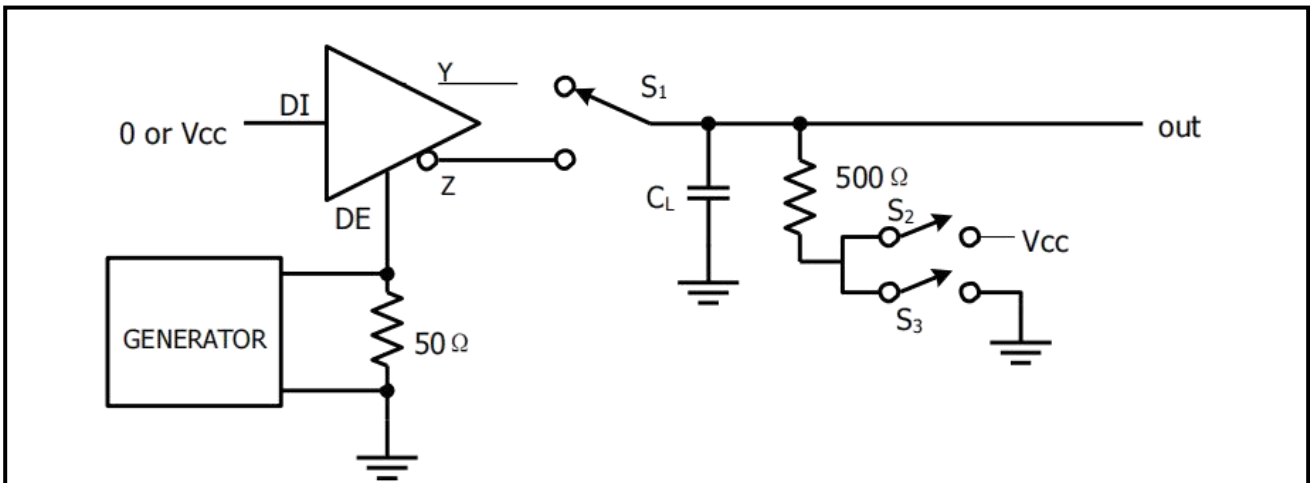 Y
S1
DI
0 or Vcc
out
Z
500 Ω
CL
DE
S2
Vcc
S3
GENERATOR
50 Ω